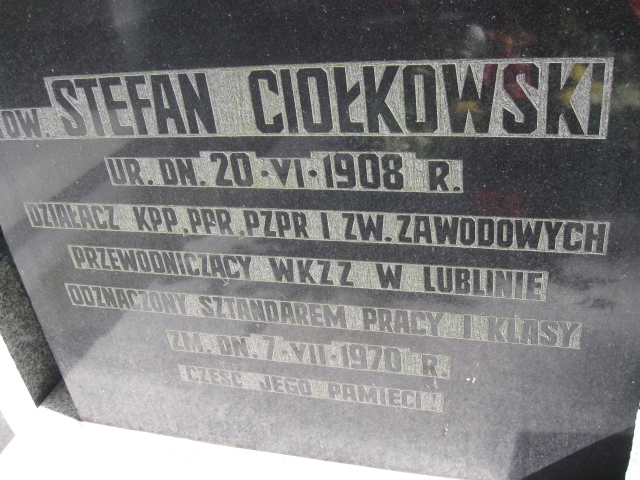 OW. STEFAN CIOŁKOWSKI
UR. DN. 20·VI·1908 R.
DZIAŁACZ KPP, PPR, PZPR I ZW. ZAWODOWYCH
PRZEWODNICZĄCY WKZZ W LUBLINIE
ODZNACZONY SZTANDAREM PRACY I KLASY
ZM. DN. 7·VII·1970 R.
CZEŚĆ JEGO PAMIĘCI!